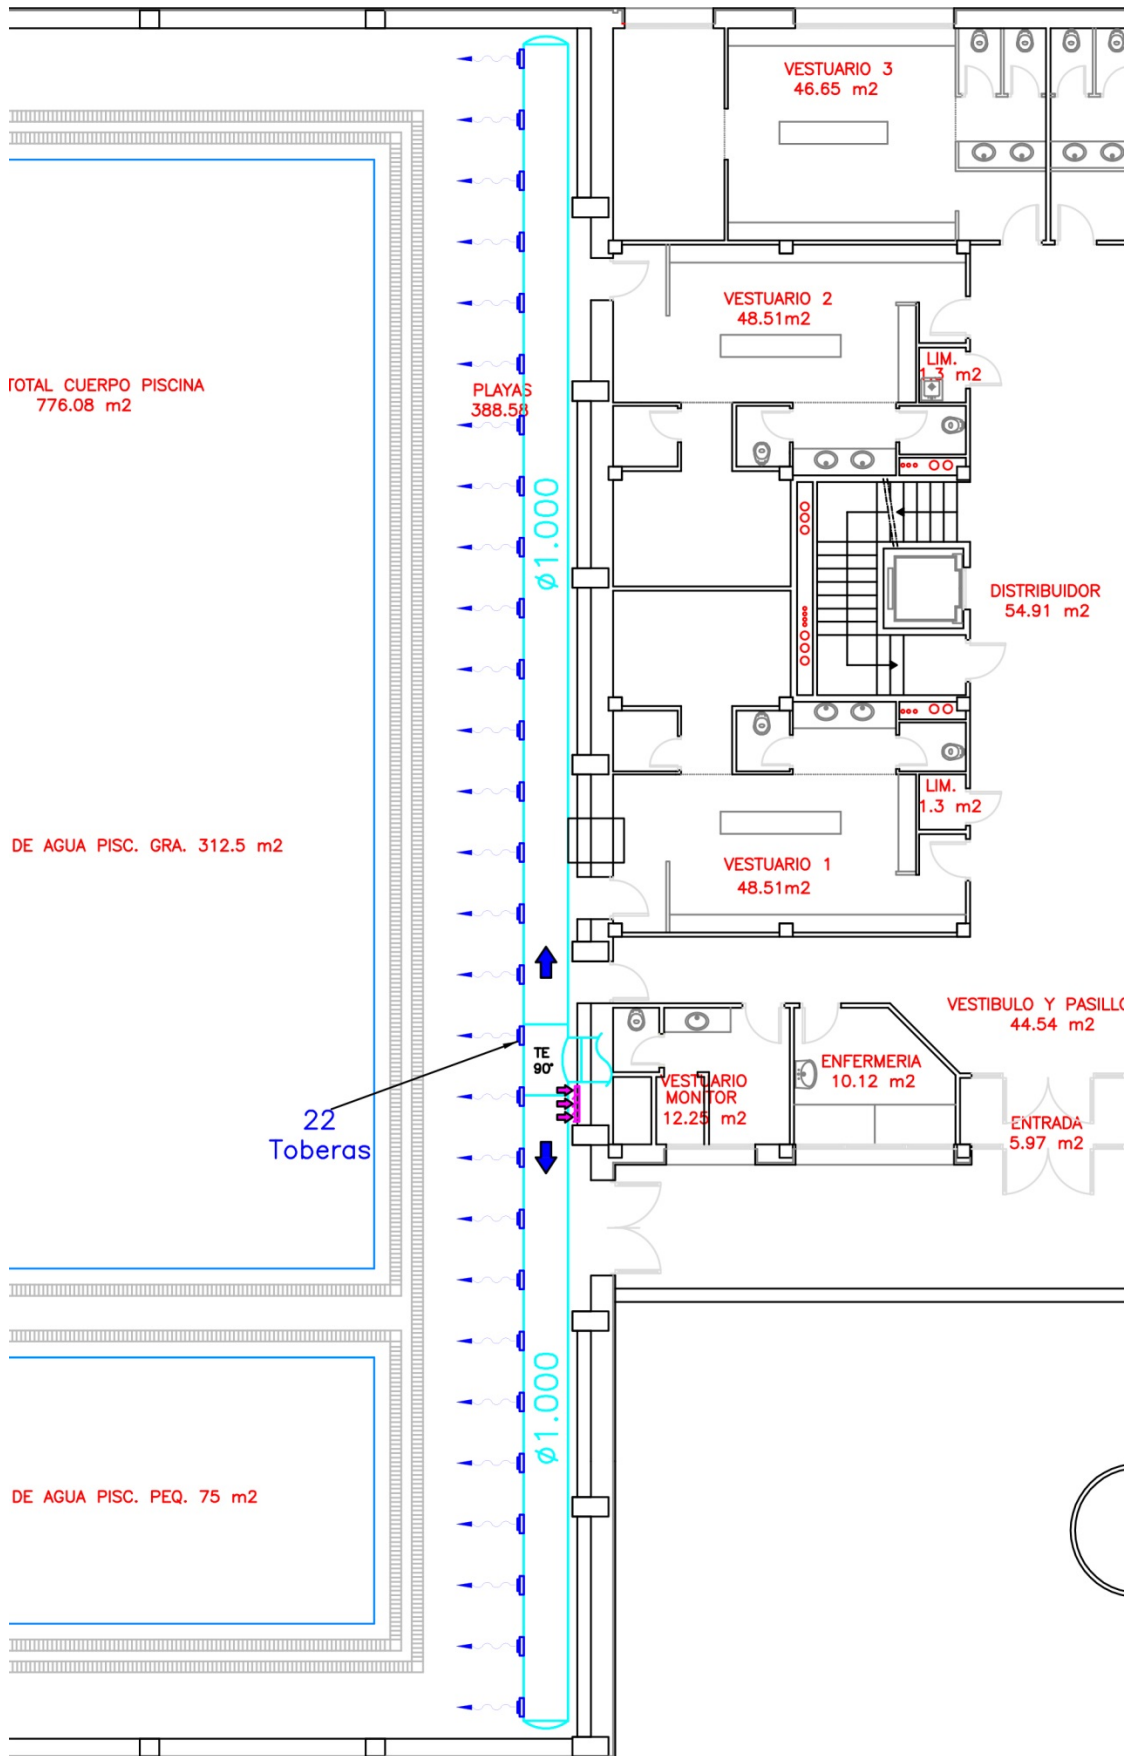 VESTUARIO 3
46.65 m2
VESTUARIO 2
48.51m2
LIM.
1.3 m2
TOTAL CUERPO PISCINA
776.08 m2
PLAYAS
388.58
ø1.000
DISTRIBUIDOR
54.91 m2
LIM.
1.3 m2
DE AGUA PISC. GRA. 312.5 m2
VESTUARIO 1
48.51m2
VESTIBULO Y PASILLO
44.54 m2
TE
90°
ENFERMERIA
10.12 m2
VESTUARIO
MONITOR
12.25 m2
ENTRADA
5.97 m2
22
Toberas
ø1.000
DE AGUA PISC. PEQ. 75 m2